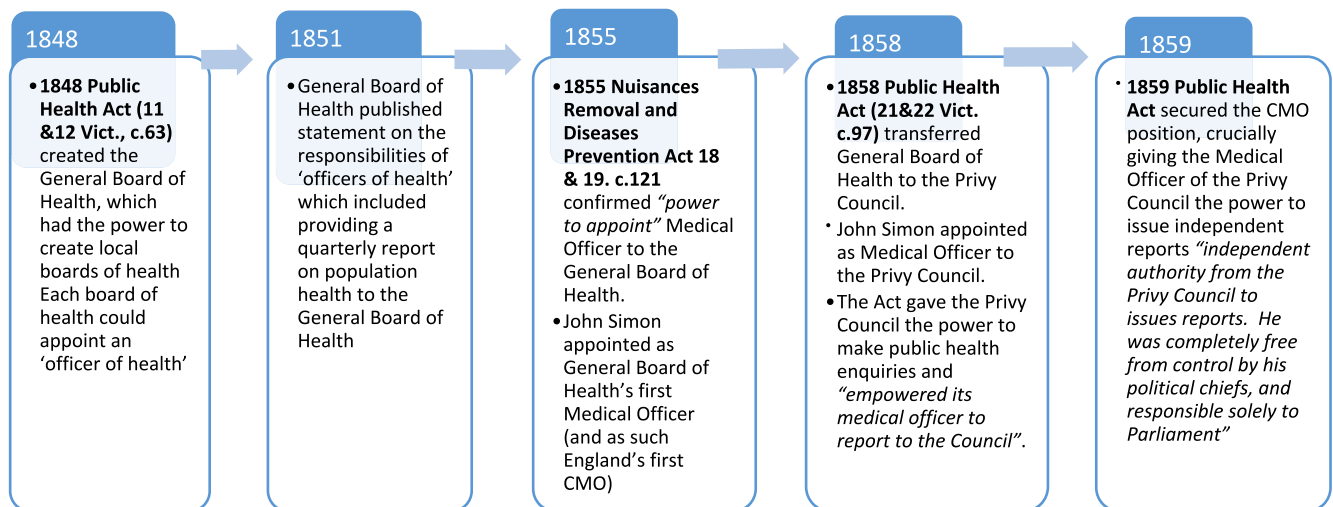 1848
•1848 Public
Health Act (11
&12 Vict., c.63)
created the
General Board of
Health, which
had the power to
create local
boards of health
Each board of
health could
appoint an
‘officer of health’
1851
•General Board of
Health published
statement on the
responsibilities of
‘officers of health’
which included
providing a
quarterly report
on population
health to the
General Board of
Health
1855
•1855 Nuisances
Removal and
Diseases
Prevention Act 18
& 19. c.121
confirmed “power
to appoint” Medical
Officer to the
General Board of
Health.
•John Simon
appointed as
General Board of
Health’s first
Medical Officer
(and as such
England’s first
CMO)
1858
•1858 Public Health
Act (21&22 Vict.
c.97) transferred
General Board of
Health to the Privy
Council.
• John Simon appointed
as Medical Officer to
the Privy Council.
•The Act gave the Privy
Council the power to
make public health
enquiries and
“empowered its
medical officer to
report to the Council”.
1859
• 1859 Public Health
Act secured the CMO
position, crucially
giving the Medical
Officer of the Privy
Council the power to
issue independent
reports “independent
authority from the
Privy Council to
issues reports.  He
was completely free
from control by his
political chiefs, and
responsible solely to
Parliament”